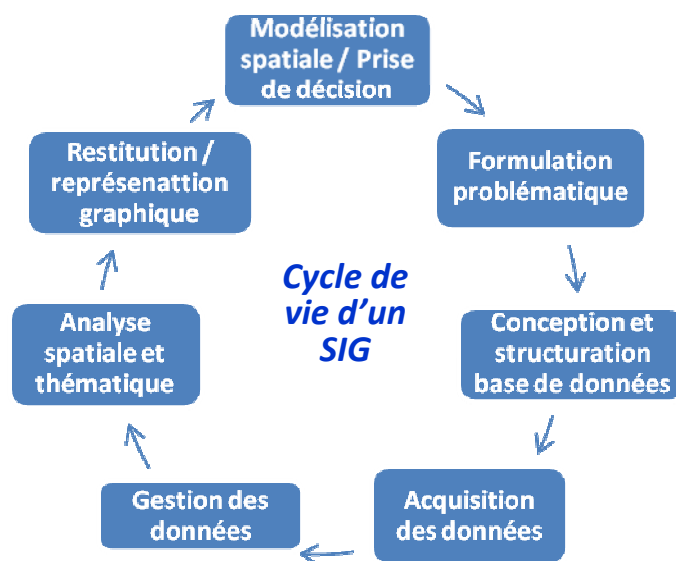 Modélisation
spatiale / Prise
de décision
Formulation
problématique
Conception et
structuration
base de données
Acquisition
des données
Gestion des
données
Analyse
spatiale et
thématique
Restitution /
représenattion
graphique
Cycle de
vie d'un
SIG